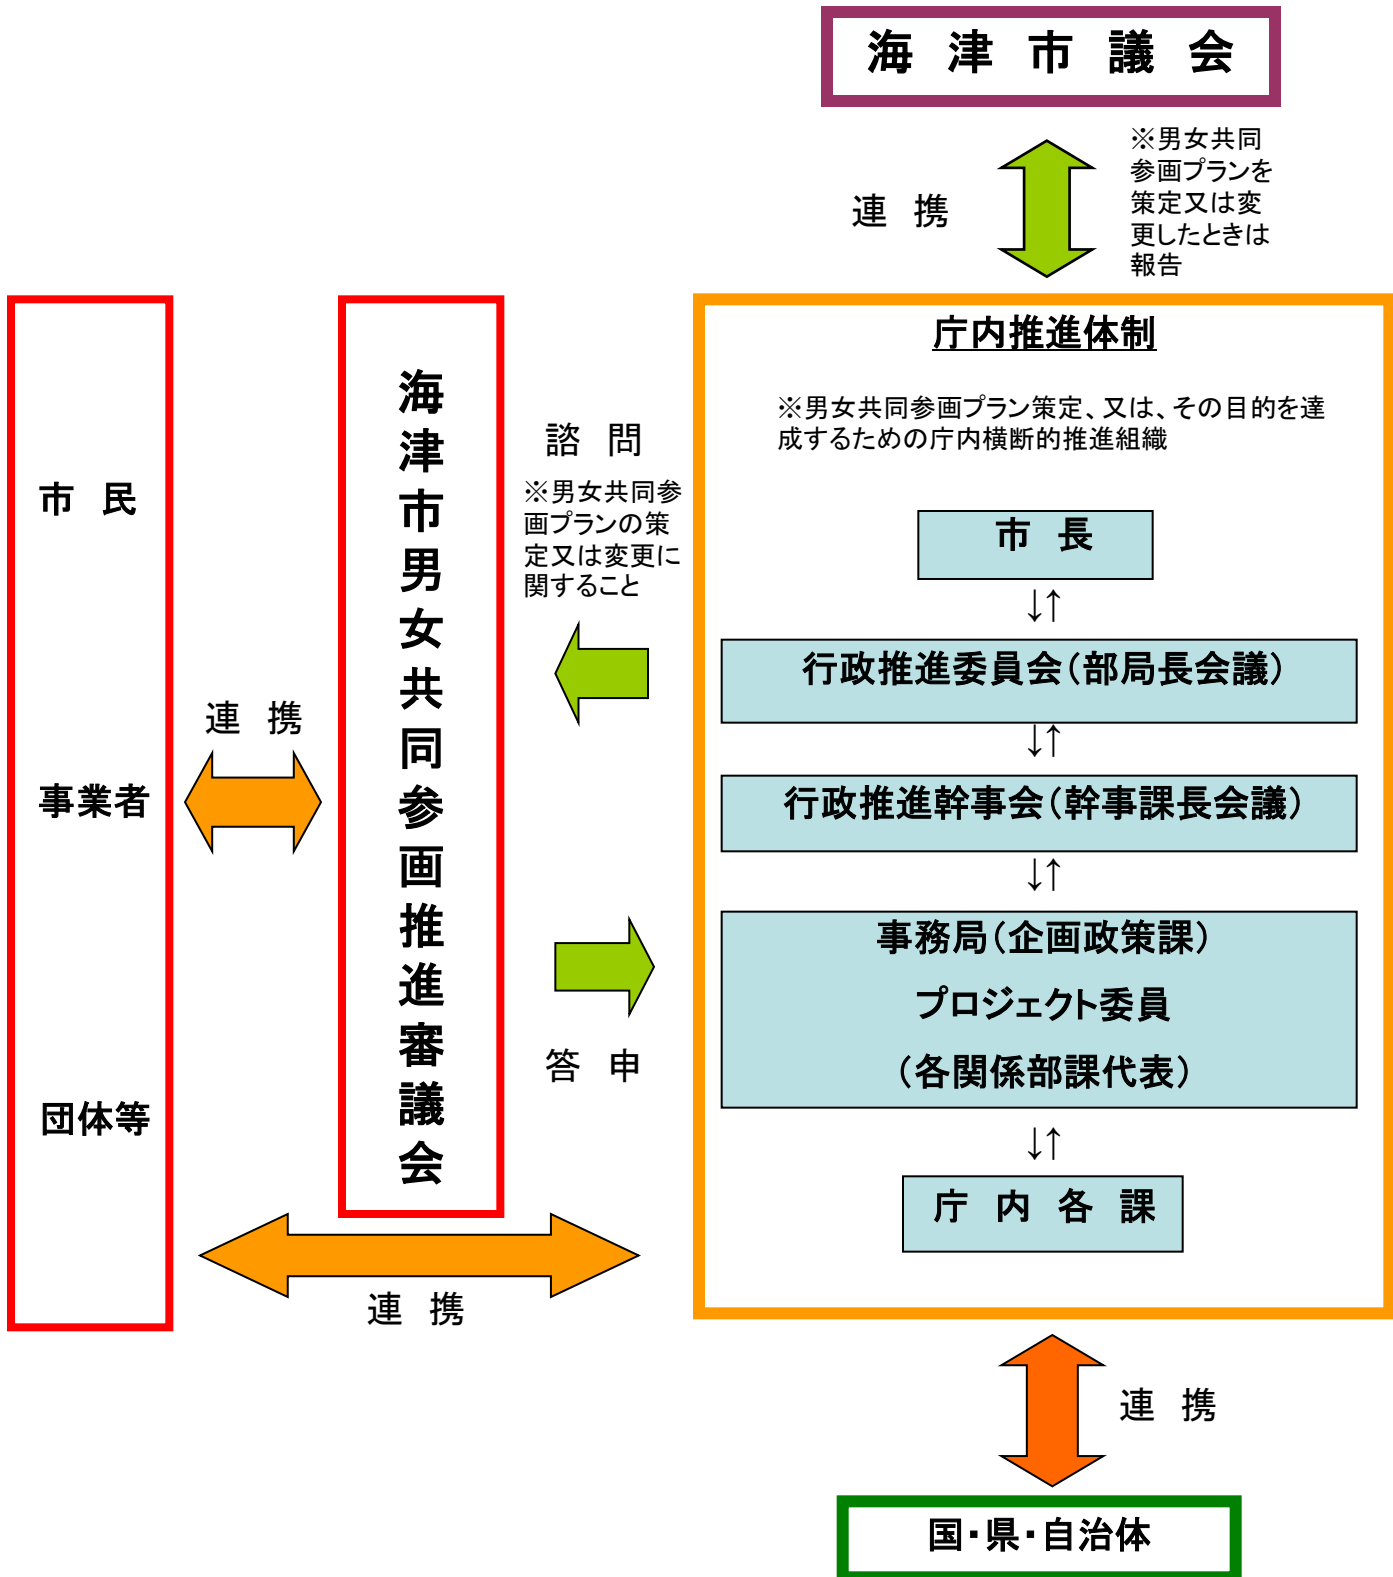 海　津　市　議　会
連　携
※男女共同
参画プランを
策定又は変
更したときは
報告
市　民
事業者
団体等
連　携
海津市男女共同参画推進審議会
諮　問
※男女共同参
画プランの策
定又は変更に
関すること
答　申
連　携
庁内推進体制
※男女共同参画プラン策定、又は、その目的を達
成するための庁内横断的推進組織
市　長
↓↑
行政推進委員会（部局長会議）
↓↑
行政推進幹事会（幹事課長会議）
↓↑
事務局（企画政策課）
プロジェクト委員
（各関係部課代表）
↓↑
庁　内　各　課
連　携
国・県・自治体